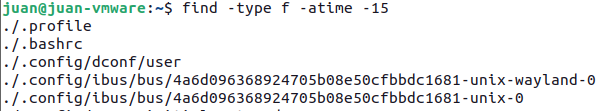 juan@juan-vmware:~$ find -type f -atime -15
./.profile
./.bashrc
./.config/dconf/user
./.config/ibus/bus/4a6d096368924705b08e50cfbbdc1681-unix-wayland-0
./.config/ibus/bus/4a6d096368924705b08e50cfbbdc1681-unix-0